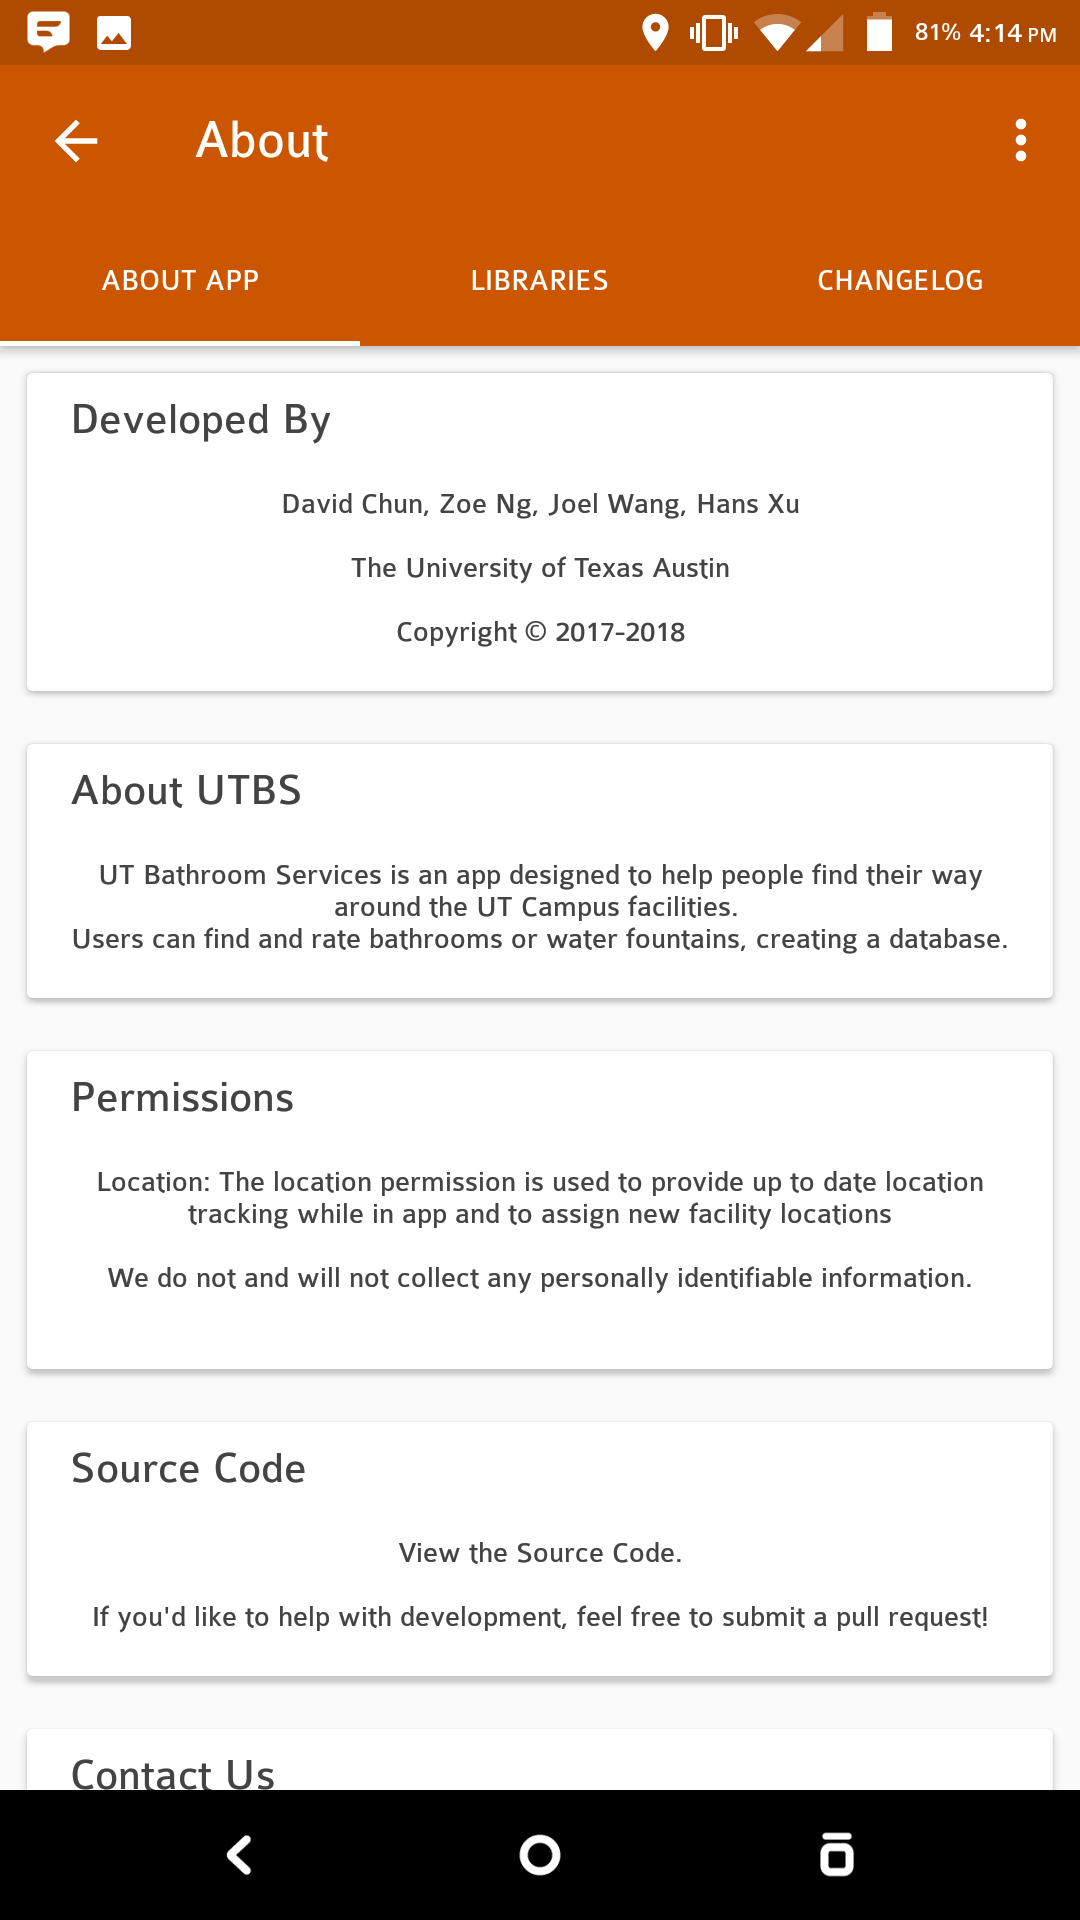 81% 4:14 PM
About
ABOUT APP
LIBRARIES
CHANGELOG
Developed By
David Chun, Zoe Ng, Joel Wang, Hans Xu
The University of Texas Austin
Copyright © 2017-2018
About UTBS
UT Bathroom Services is an app designed to help people find their way
around the UT Campus facilities.
Users can find and rate bathrooms or water fountains, creating a database.
Permissions
Location: The location permission is used to provide up to date location
tracking while in app and to assign new facility locations
We do not and will not collect any personally identifiable information.
Source Code
View the Source Code.
If you'd like to help with development, feel free to submit a pull request!
Contact Us